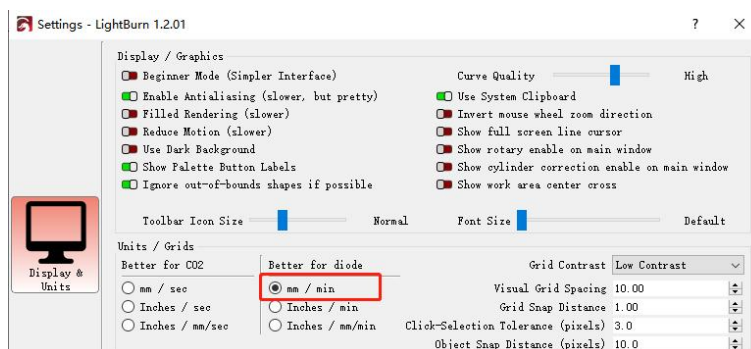 Settings - LightBurn 1.2.01 ? ×
Display / Graphics
Beginner Mode (Simpler Interface) Curve Quality High
Enable Antialiasing (slower, but pretty) Use System Clipboard
Filled Rendering (slower) Invert mouse wheel zoom direction
Reduce Motion (slower) Show full screen line cursor
Use Dark Background Show rotary enable on main window
Show Palette Button Labels Show cylinder correction enable on main window
Ignore out-of-bounds shapes if possible Show work area center cross
Toolbar Icon Size Normal Font Size Default
Units / Grids
Better for CO2 Better for diode Grid Contrast Low Contrast
mm / sec mm / min Visual Grid Spacing 10.00
Inches / sec Inches / min Grid Snap Distance 1.00
Inches / mm/sec Inches / mm/min Click-Selection Tolerance (pixels) 3.0
Object Snap Distance (pixels) 10.0
Display &
Units